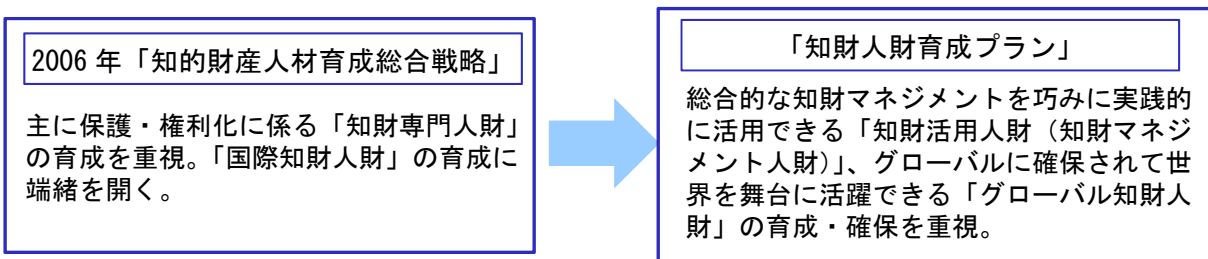 2006 年「知的財産人材育成総合戦略」
主に保護・権利化に係る「知財専門人財」
の育成を重視。「国際知財人財」の育成に
端緒を開く。
「知財人財育成プラン」
総合的な知財マネジメントを巧みに実践的
に活用できる「知財活用人財（知財マネジ
メント人財）」、グローバルに確保されて世
界を舞台に活躍できる「グローバル知財人
財」の育成・確保を重視。